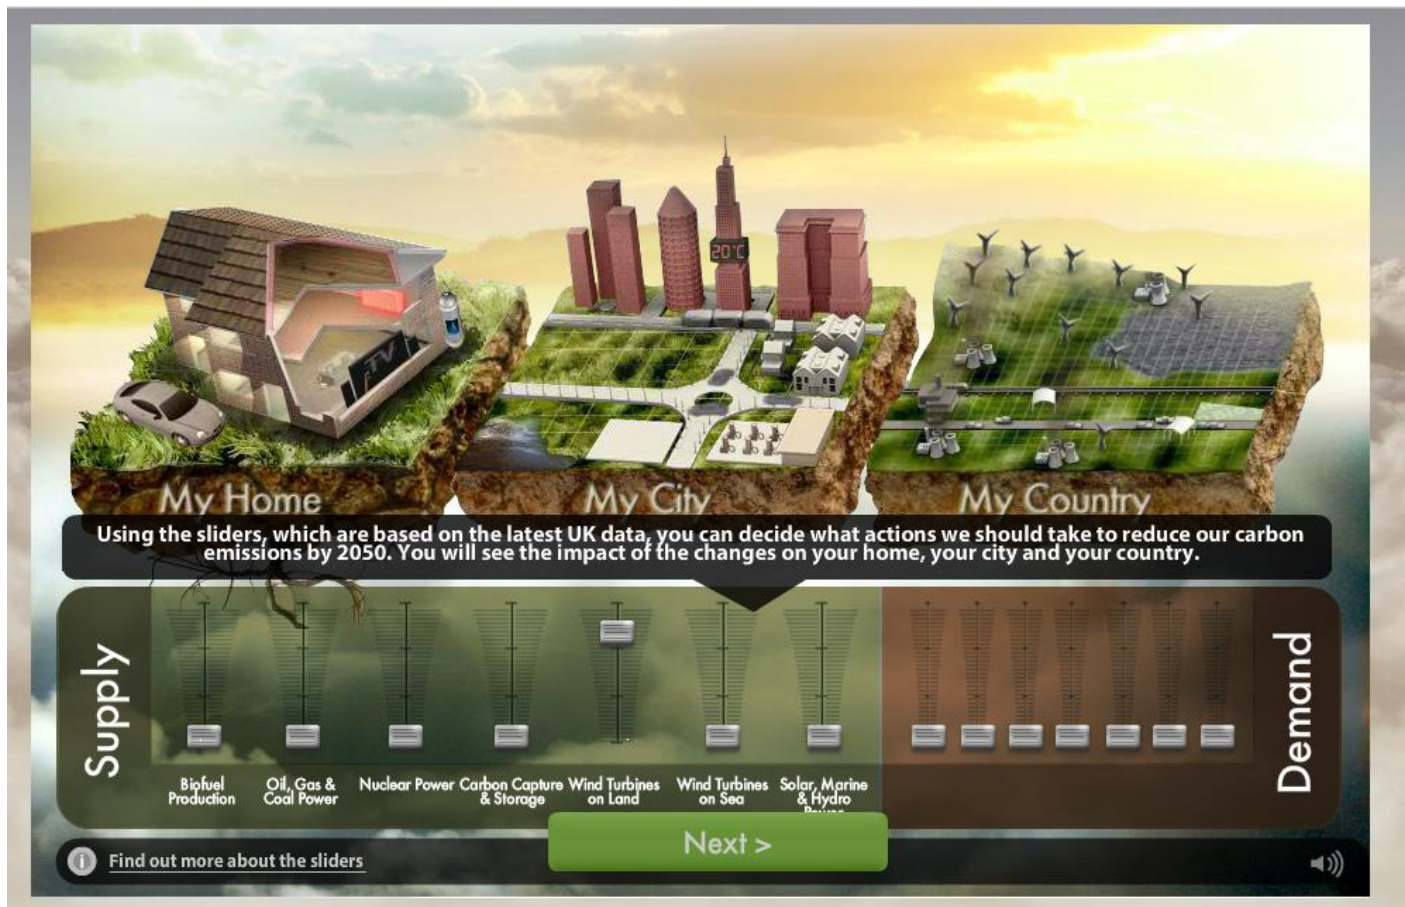 20°C
TV
My Home
My City
My Country
Using the sliders, which are based on the latest UK data, you can decide what actions we should take to reduce our carbon
emissions by 2050. You will see the impact of the changes on your home, your city and your country.
Supply
Biofuel
Production
Oil, Gas &
Coal Power
Nuclear Power
Carbon Capture
& Storage
Wind Turbines
on Land
Wind Turbines
on Sea
Solar, Marine
& Hydro
Power
Demand
Next >
i
Find out more about the sliders